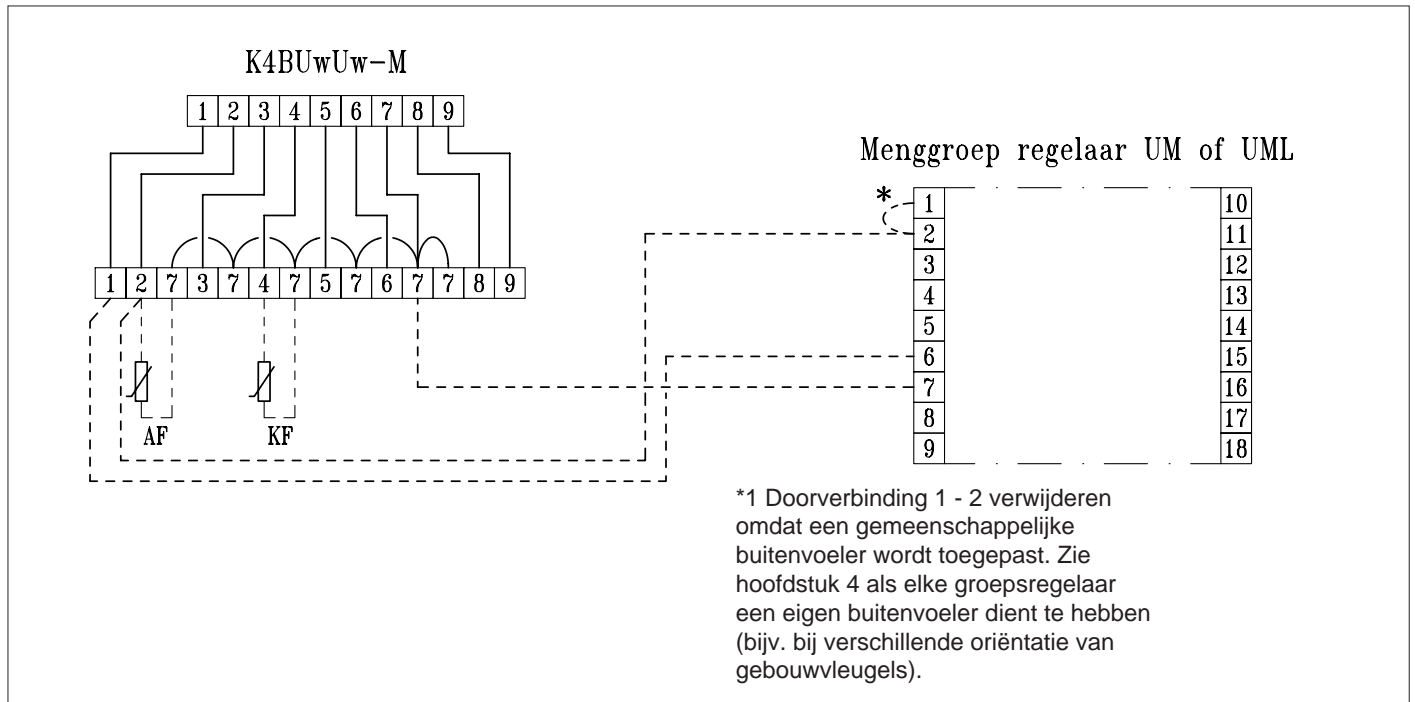 K4BUwUw-M
1 2 3 4 5 6 7 8 9
Menggroep regelaar UM of UML
* 1 10
2 11
3 12
4 13
5 14
6 15
7 16
8 17
9 18
1 2 7 3 7 4 7 5 7 6 7 7 8 9
AF KF
*1 Doorverbinding 1 - 2 verwijderen
omdat een gemeenschappelijke
buitenvoeler wordt toegepast. Zie
hoofdstuk 4 als elke groepsregelaar
een eigen buitenvoeler dient te hebben
(bijv. bij verschillende oriëntatie van
gebouwvleugels).